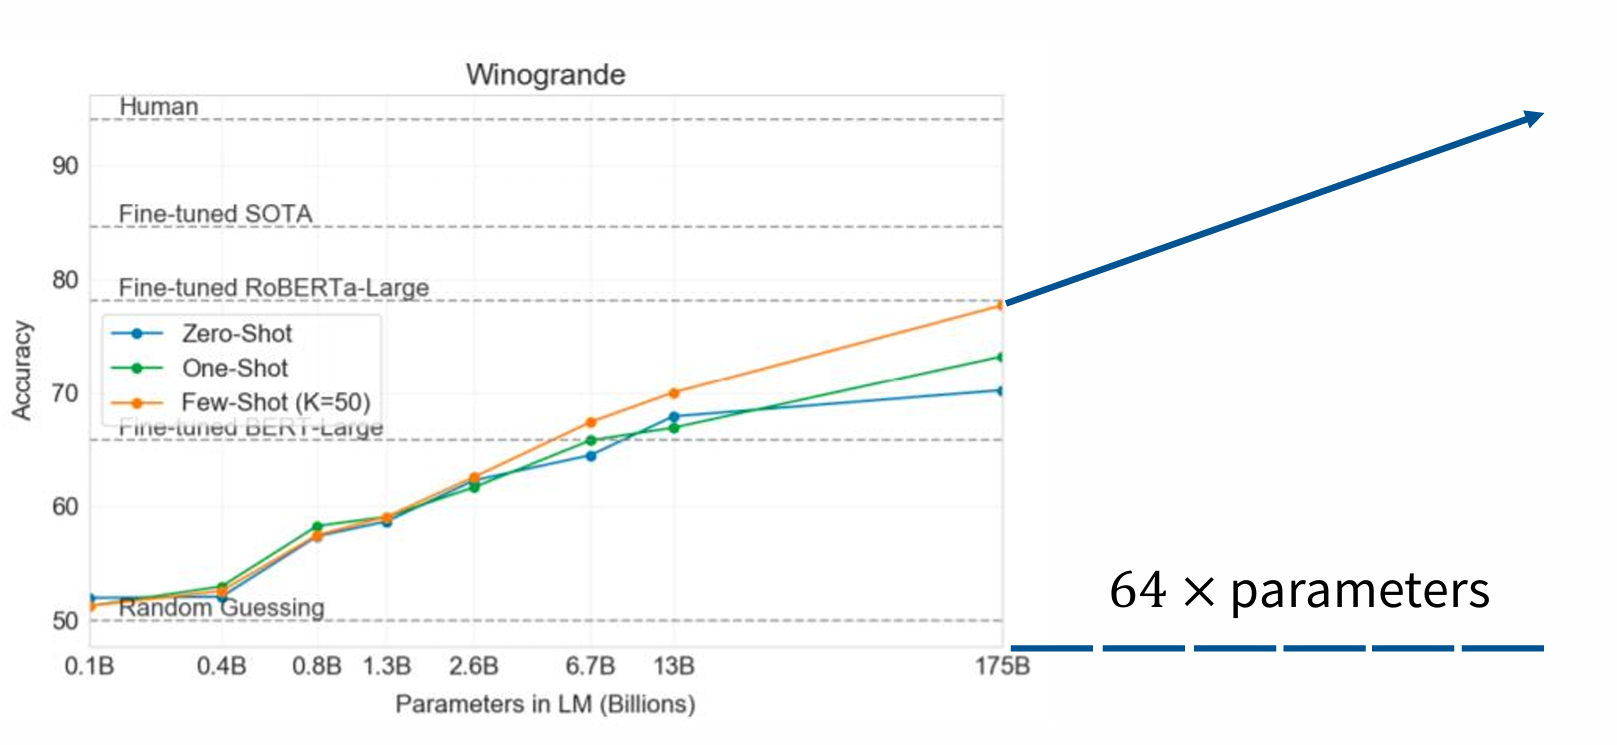 Winogrande
Human
90
Fine-tuned SOTA
80
Fine-tuned RoBERTa-Large
Zero-Shot
One-Shot
70
Few-Shot (K=50)
Fine-tuned BERT-Large
60
Random Guessing
50
Accuracy
0.1B 0.4B 0.8B 1.3B 2.6B 6.7B 13B 175B
Parameters in LM (Billions)
64 × parameters